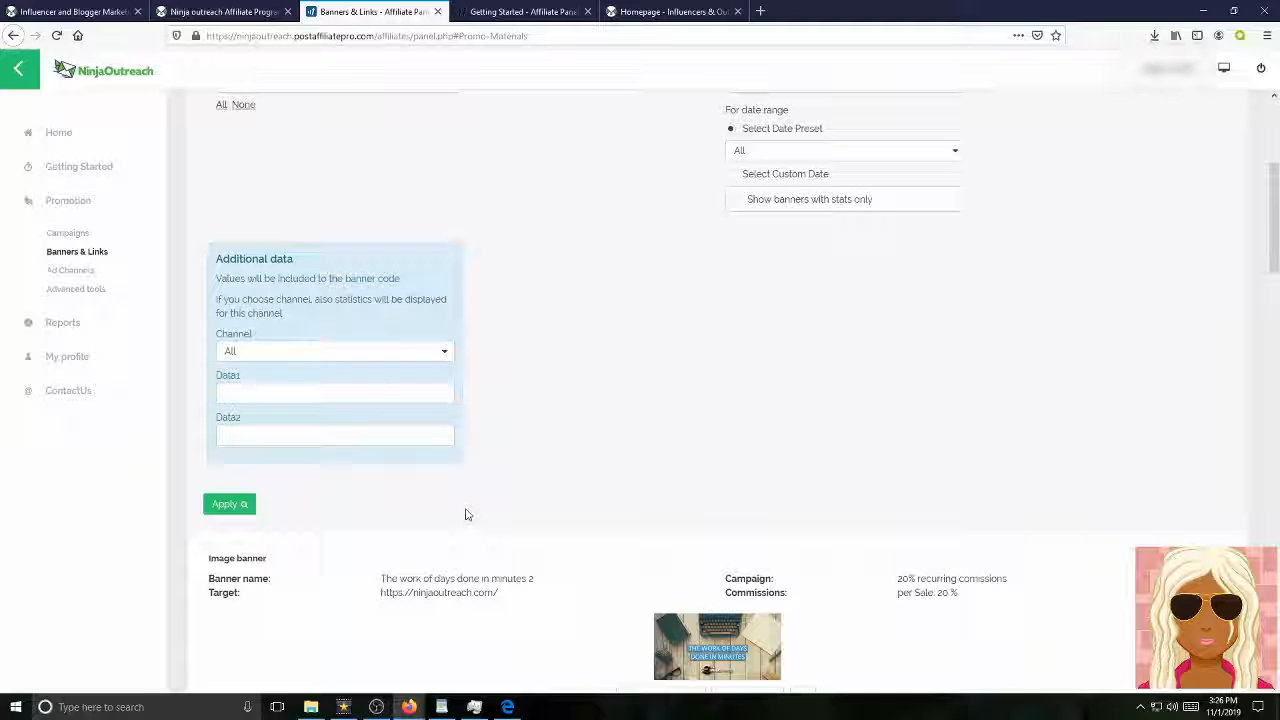 Influencer and Blogger Market
Ninja outreach Affiliate Progra
Banners & Links - Affiliate Pan
Getting Started - Affiliate Panel
Homepage - Influencers & Out
https://ninjaoutreach.postaffiliatepro.com/affiliates/panel.php#Promo-Materials
NinjaOutreach
Home
Getting Started
Promotion
Campaigns
Banners & Links
Ad Channels
Advanced tools
Reports
My profile
ContactUs
All None
For date range
Select Date Preset
All
Select Custom Date
Show banners with stats only
Additional data
Values will be included to the banner code
If you choose channel, also statistics will be displayed
for this channel
Channel
All
Data1
Data2
Apply
Image banner
Banner name: The work of days done in minutes 2
Target: https://ninjaoutreach.com/
Campaign: 20% recurring comissions
Commissions: per Sale: 20 %
THE WORK OF DAYS
DONE IN MINUTES
Type here to search
3:26 PM
11/1/2019